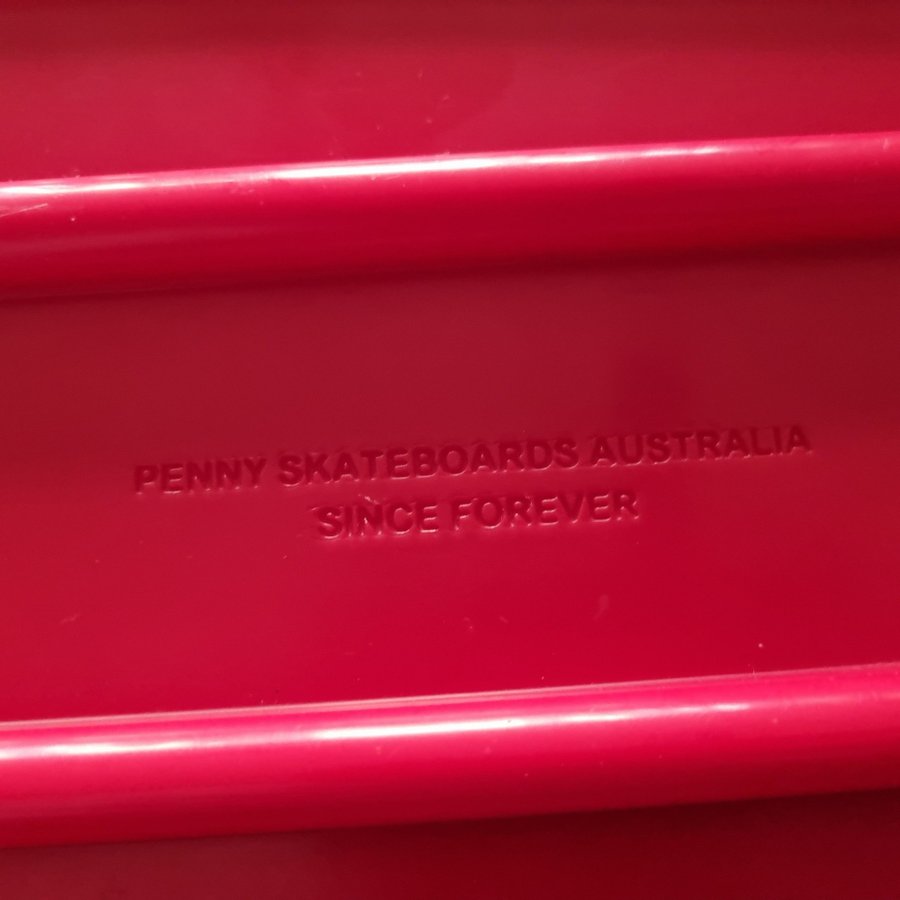 PENNY SKATEBOARDS AUSTRALIA
SINCE FOREVER